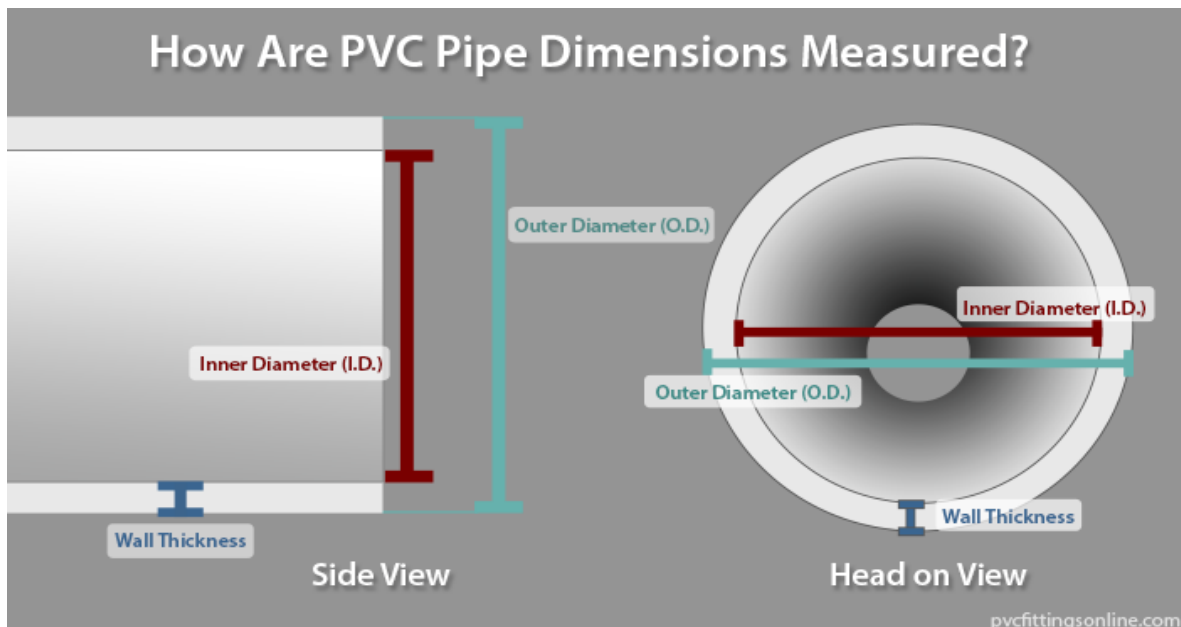 How Are PVC Pipe Dimensions Measured?
Outer Diameter (O.D.)
Inner Diameter (I.D.)
Wall Thickness
Side View
Inner Diameter (I.D.)
Outer Diameter (O.D.)
Wall Thickness
Head on View
pvcfittingsonline.com